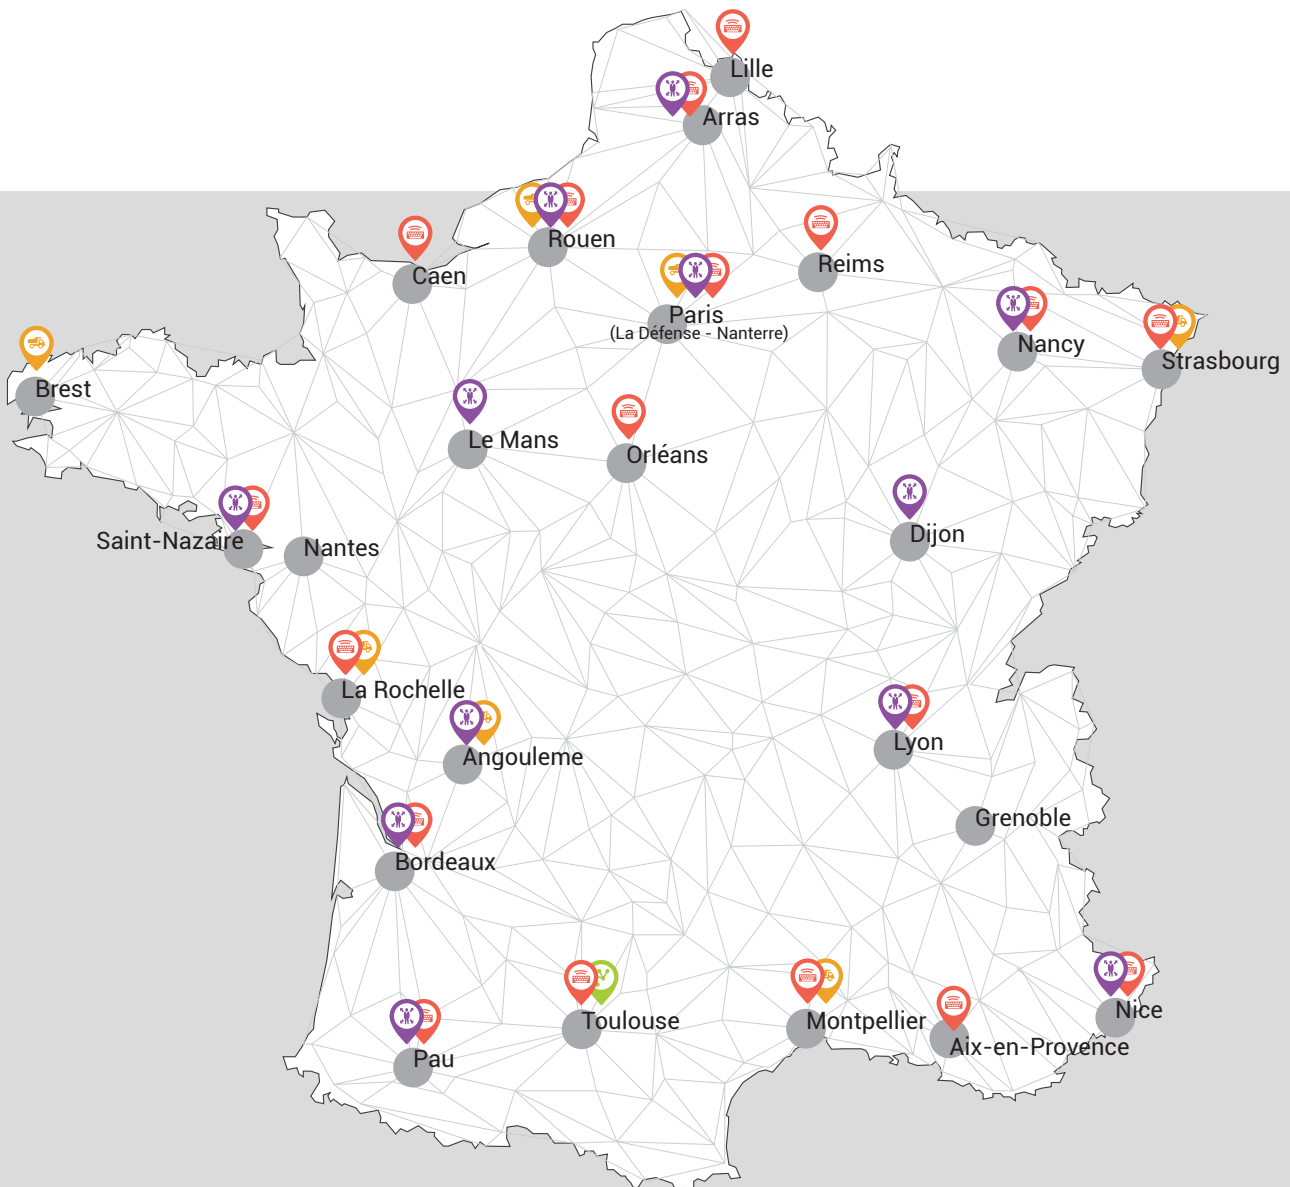 Lille
Arras
Rouen
Reims
Caen
Paris
(La Défense - Nanterre)
Nancy
Strasbourg
Brest
Le Mans
Orléans
Dijon
Saint-Nazaire
Nantes
La Rochelle
Lyon
Angouleme
Grenoble
Bordeaux
Nice
Toulouse
Montpellier
Aix-en-Provence
Pau